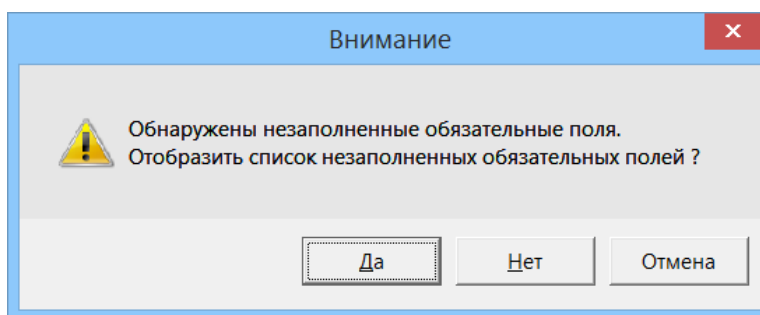 Внимание
Обнаружены незаполненные обязательные поля.
Отобразить список незаполненных обязательных полей ?
Да
Нет
Отмена